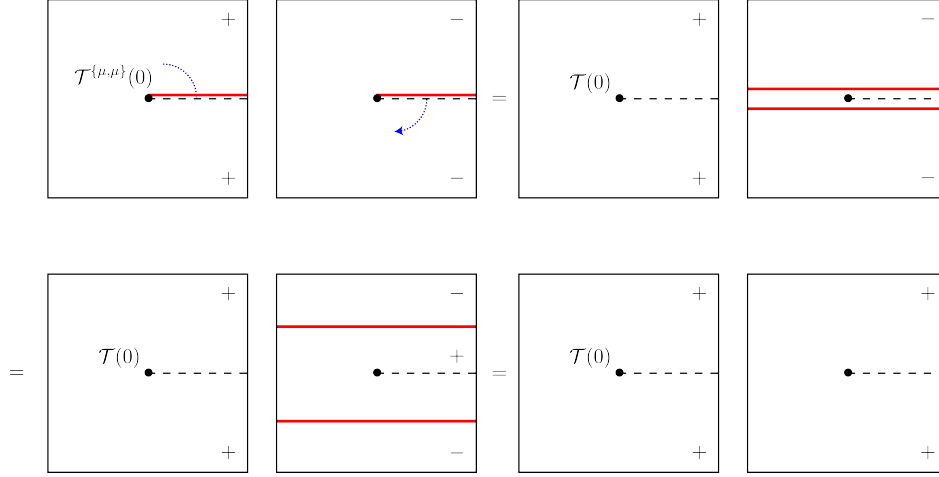 + − + −
𝒯^{{μ,μ}}(0) 𝒯(0)
=
+ − + −
+ − + +
𝒯(0) + 𝒯(0)
= =
+ − + +